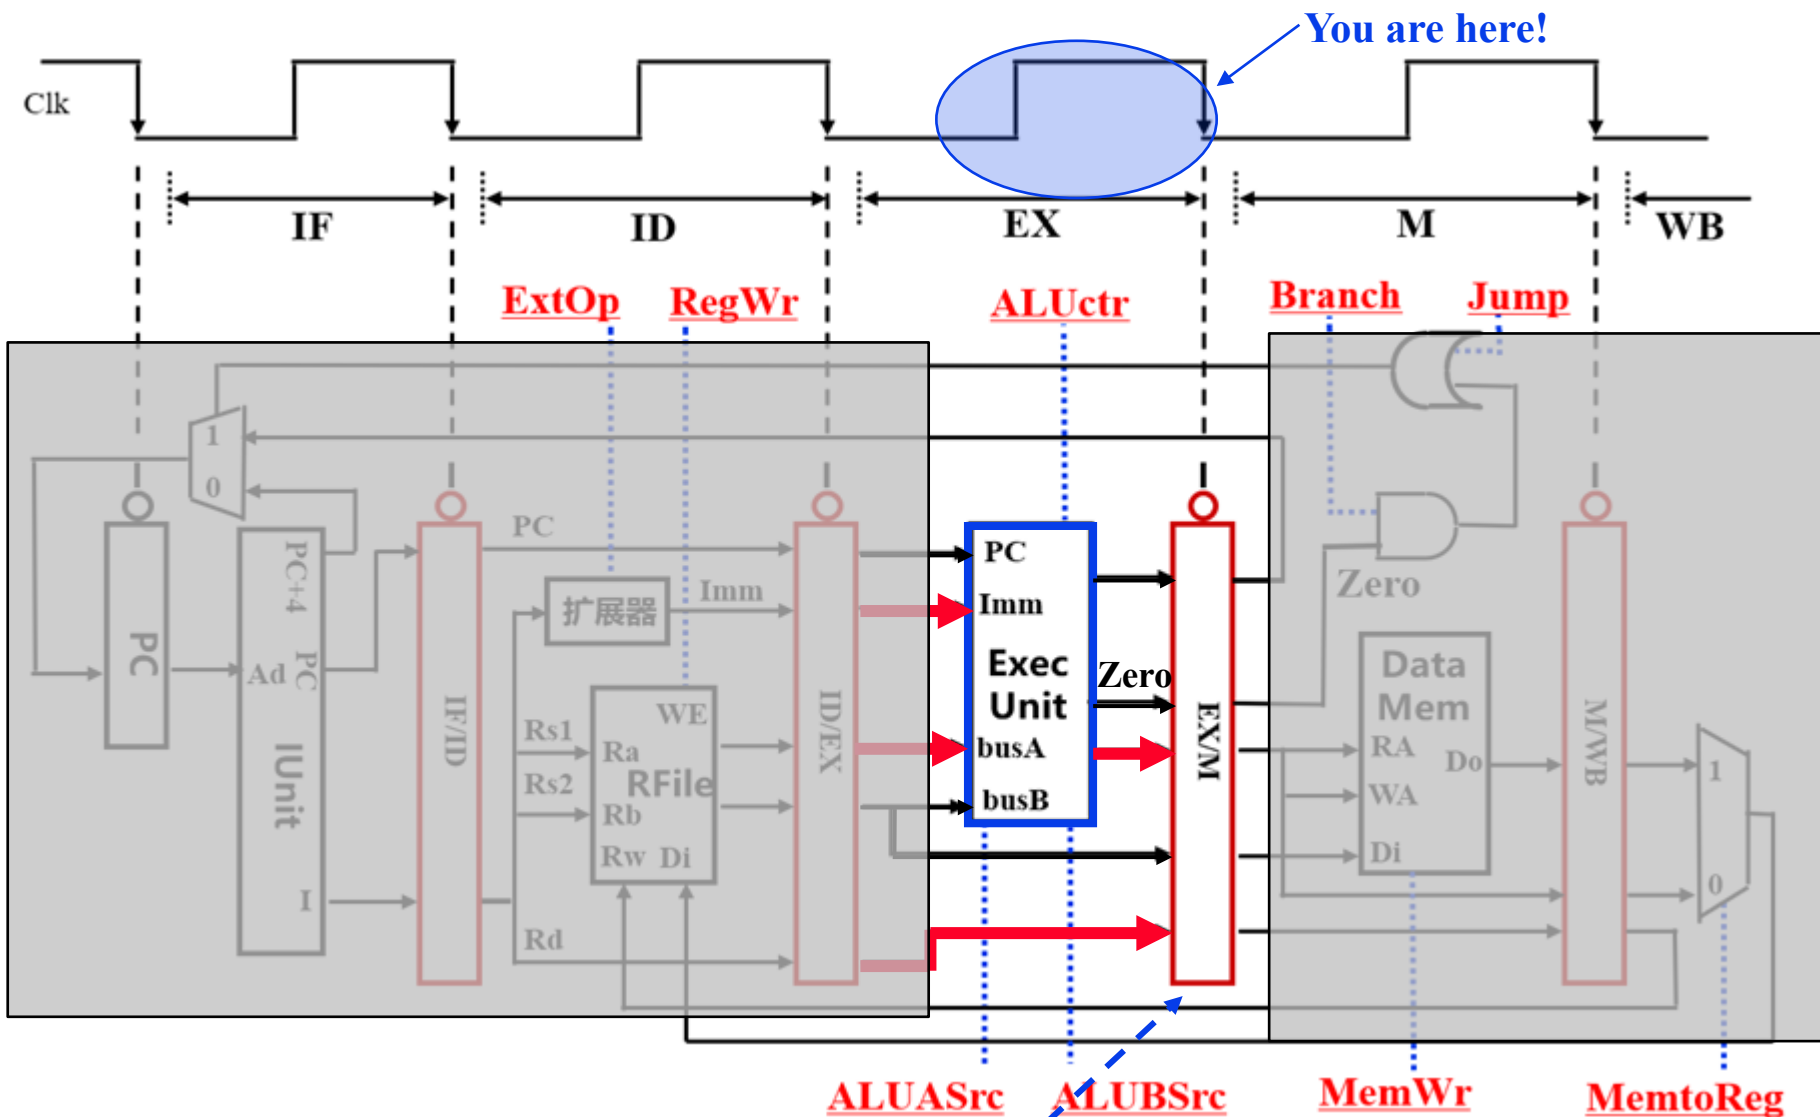 You are here!
Clk
IF
ID
EX
M
WB
ExtOp
RegWr
ALUctr
Branch
Jump
1
0
PC
Imm
扩展器
PC+4
PC
PC
Ad
IUnit
I
IF/ID
Rs1
Rs2
Rd
WE
Ra
RFile
Rb
Rw
Di
ID/EX
PC
Imm
Exec
Unit
busA
busB
Zero
EX/M
Zero
Data
Mem
RA
Do
WA
Di
M/WB
1
0
ALUASrc
ALUBSrc
MemWr
MemtoReg